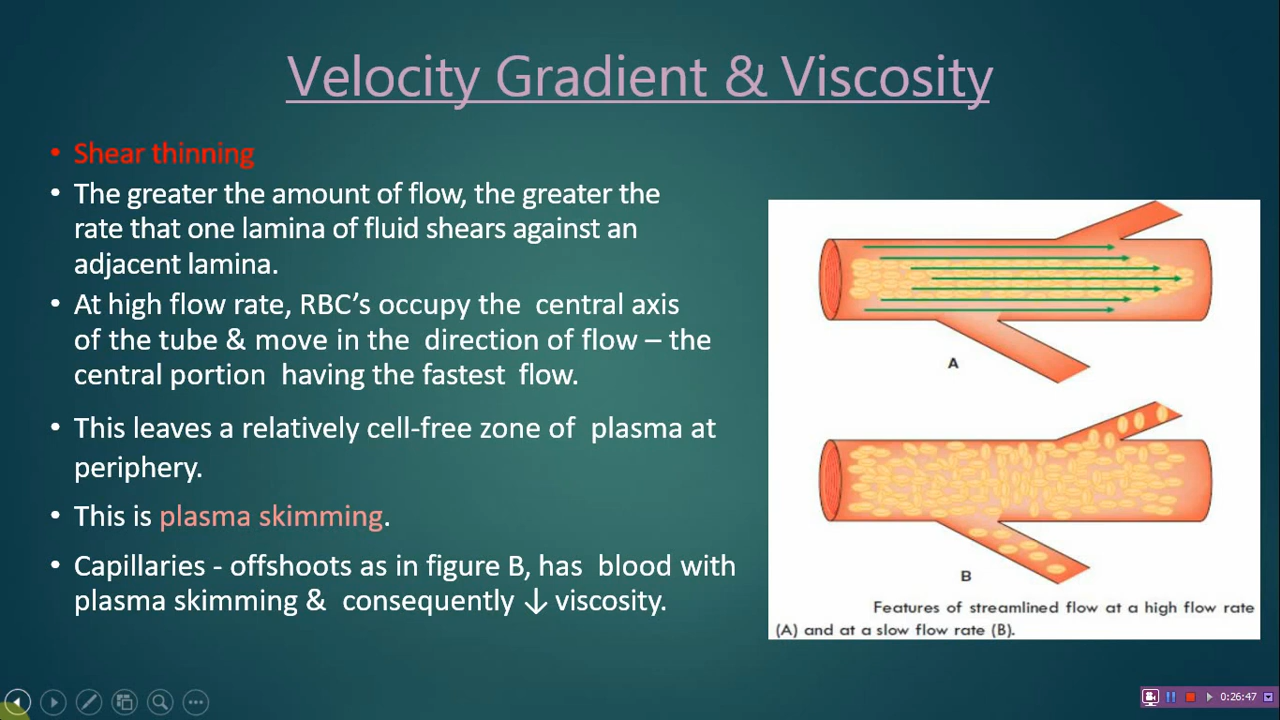 Velocity Gradient & Viscosity
• Shear thinning
• The greater the amount of flow, the greater the
rate that one lamina of fluid shears against an
adjacent lamina.
• At high flow rate, RBC’s occupy the central axis
of the tube & move in the direction of flow – the
central portion having the fastest flow.
• This leaves a relatively cell-free zone of plasma at
periphery.
• This is plasma skimming.
• Capillaries - offshoots as in figure B, has blood with
plasma skimming & consequently ↓ viscosity.
A
B
Features of streamlined flow at a high flow rate
(A) and at a slow flow rate (B).
0:26:47